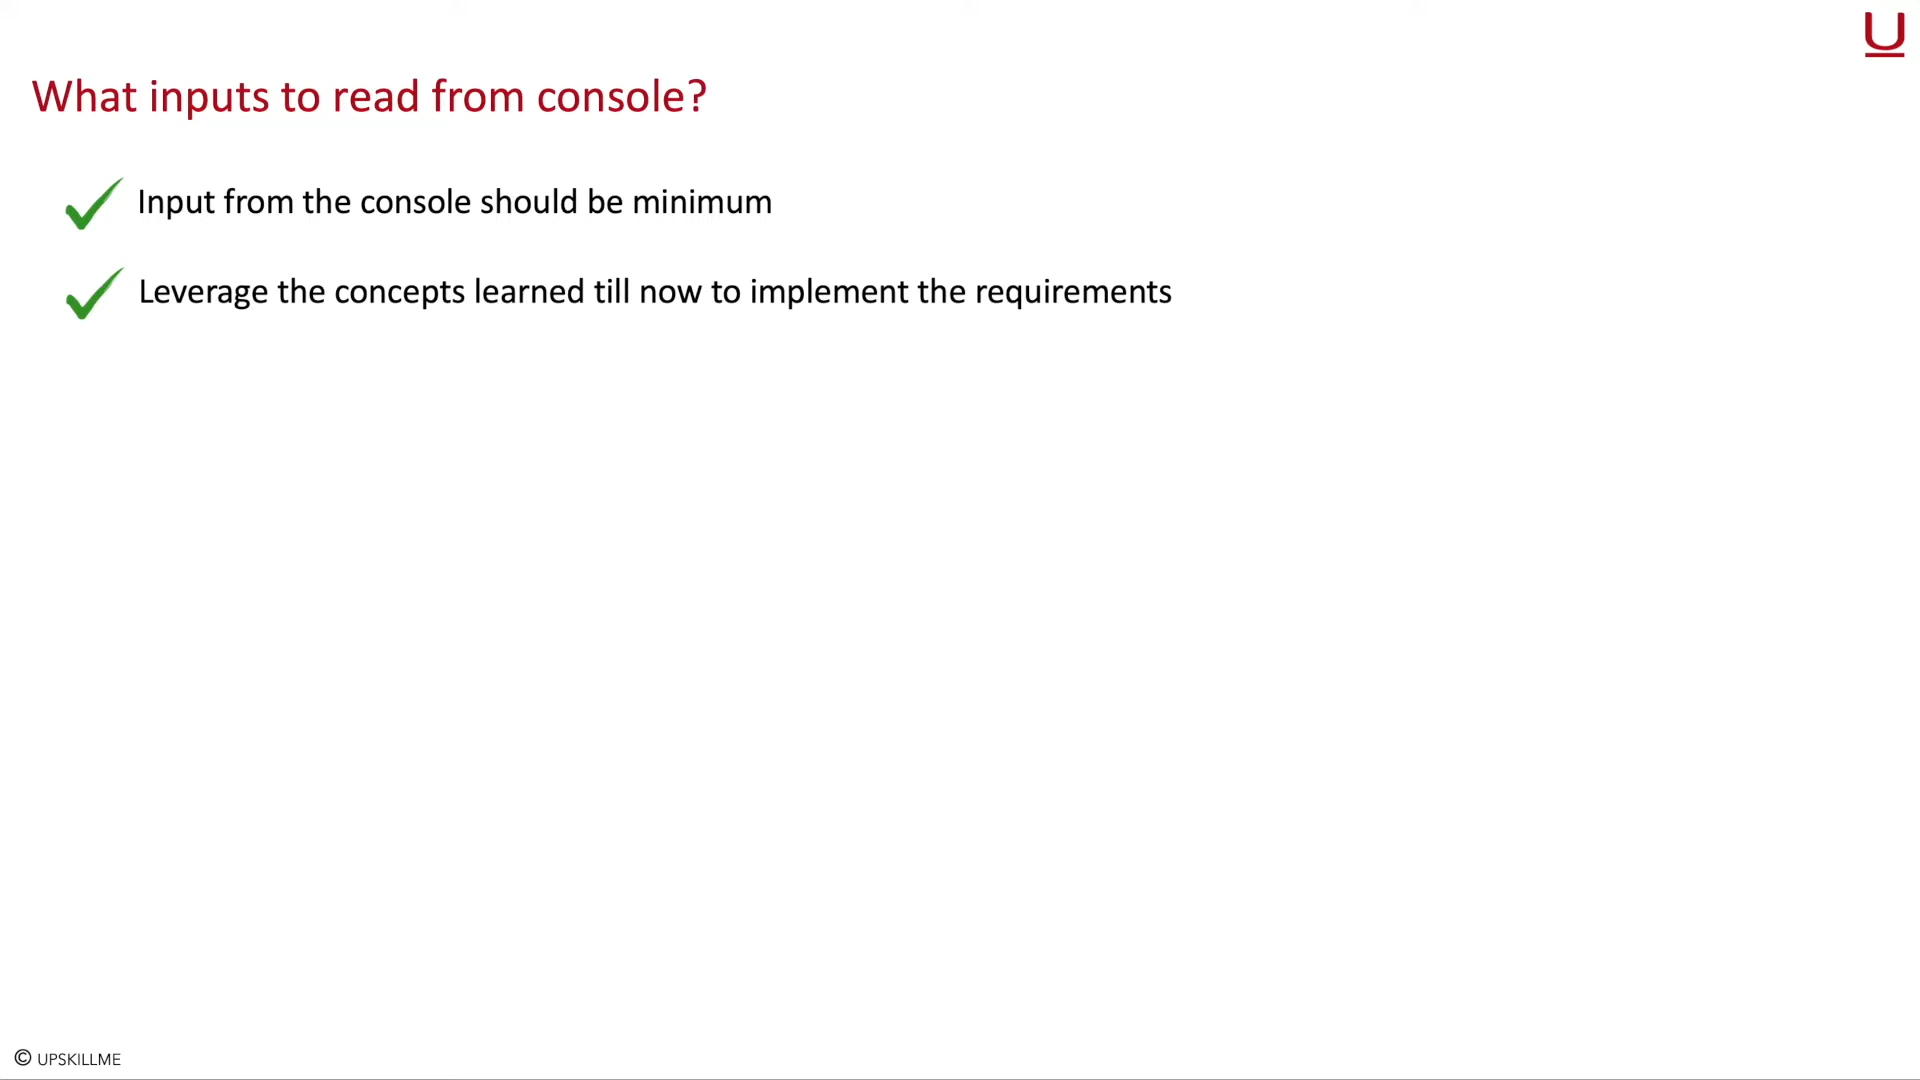 U
What inputs to read from console?
Input from the console should be minimum
Leverage the concepts learned till now to implement the requirements
© UPSKILLME